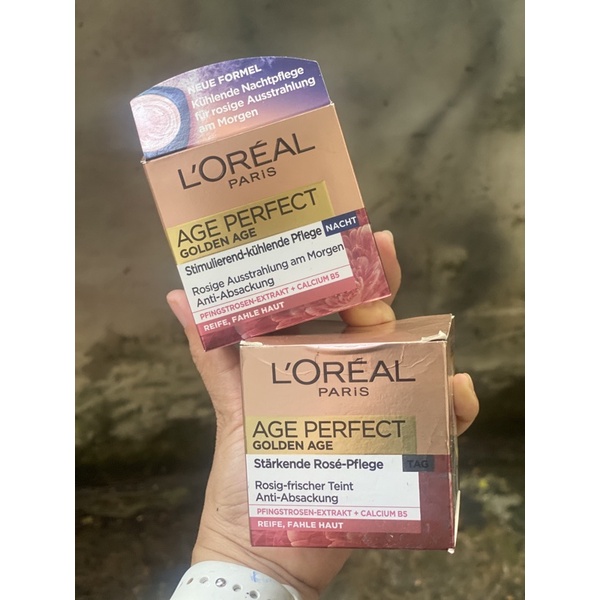 NEUE FORMEL
Kühlende Nachtpflege
für rosige Ausstrahlung
am Morgen
L'ORÉAL
PARIS
AGE PERFECT
GOLDEN AGE
Stimulierend-kühlende Pflege NACHT
Rosige Ausstrahlung am Morgen
Anti-Absackung
PFINGSTROSEN-EXTRAKT + CALCIUM B5
REIFE, FAHLE HAUT
L'ORÉAL
PARIS
AGE PERFECT
GOLDEN AGE
Stärkende Rosé-Pflege TAG
Rosig-frischer Teint
Anti-Absackung
PFINGSTROSEN-EXTRAKT + CALCIUM B5
REIFE, FAHLE HAUT